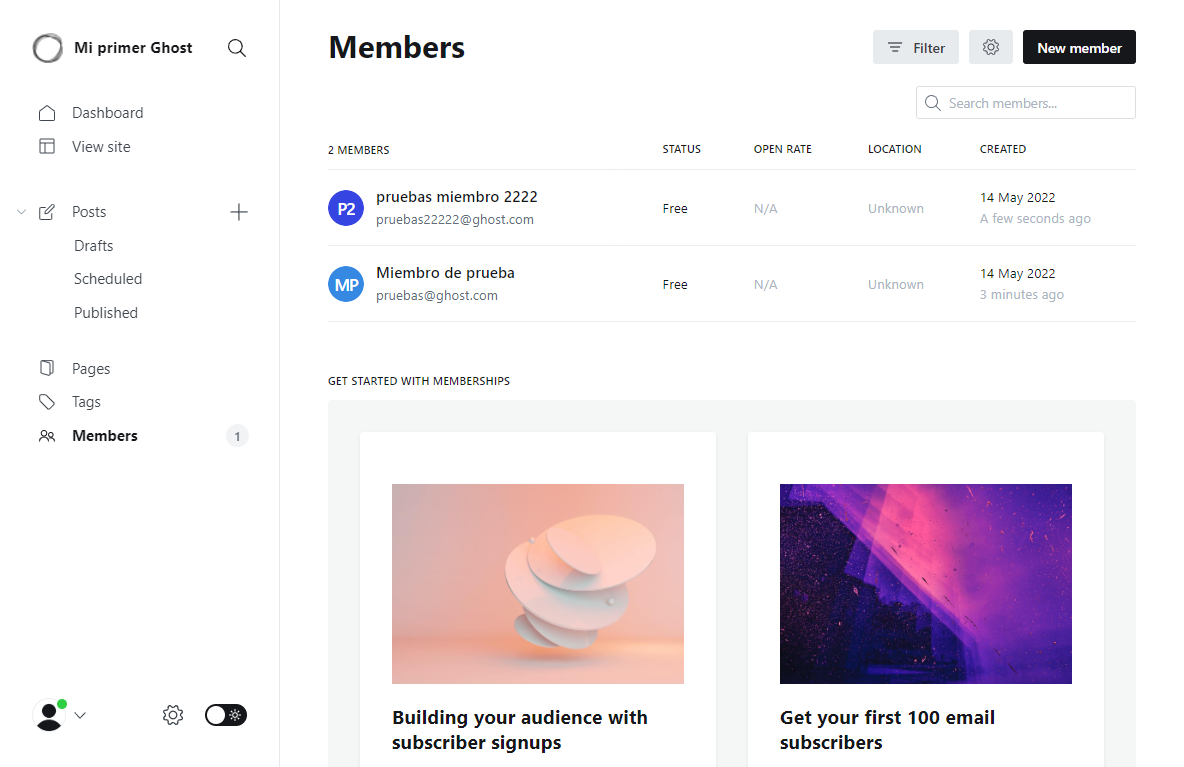 Mi primer Ghost
Dashboard
View site
Posts
Drafts
Scheduled
Published
Pages
Tags
Members 1
Members
Filter
New member
Search members...
2 MEMBERS STATUS OPEN RATE LOCATION CREATED
P2 pruebas miembro 2222 Free N/A Unknown 14 May 2022
pruebas22222@ghost.com A few seconds ago
MP Miembro de prueba Free N/A Unknown 14 May 2022
pruebas@ghost.com 3 minutes ago
GET STARTED WITH MEMBERSHIPS
Building your audience with
subscriber signups
Get your first 100 email
subscribers